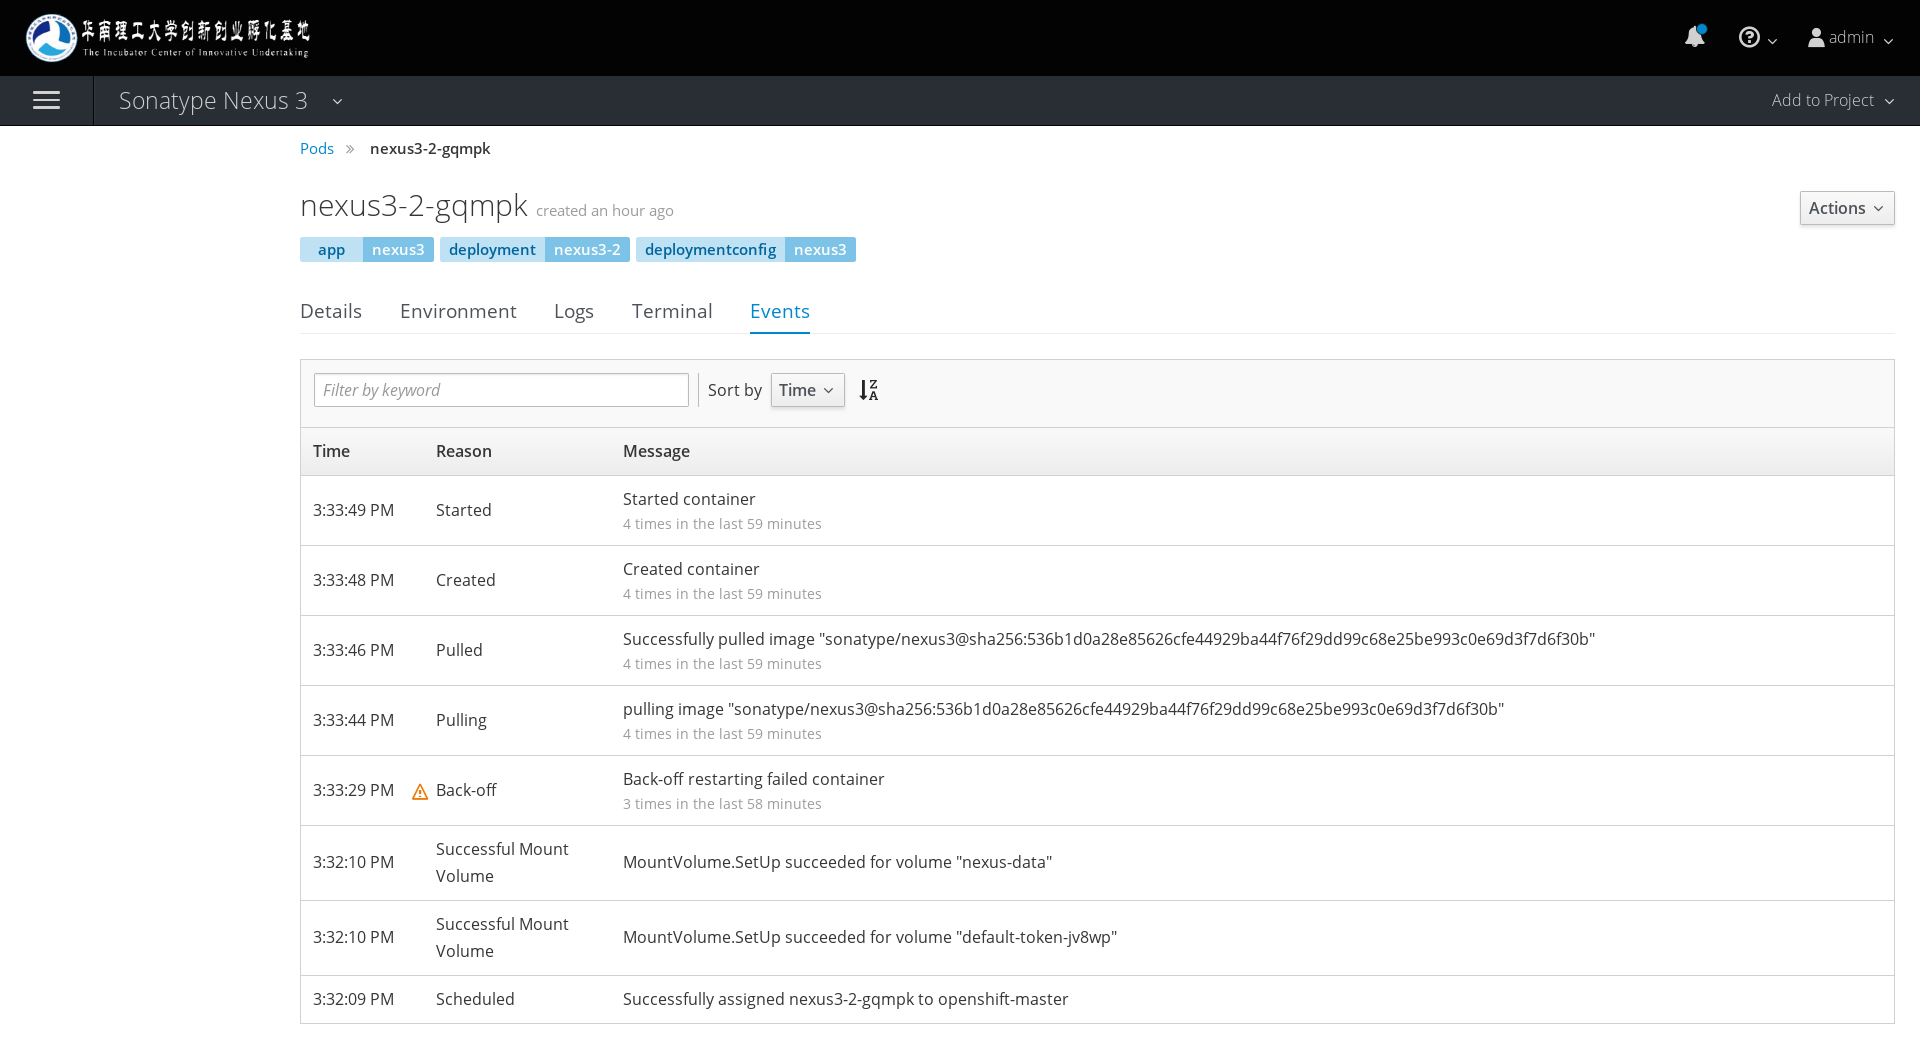 华南理工大学创新创业孵化基地
The Incubator Center of Innovative Undertaking
admin
Sonatype Nexus 3
Add to Project
Pods » nexus3-2-gqmpk
nexus3-2-gqmpk created an hour ago
Actions
app nexus3 deployment nexus3-2 deploymentconfig nexus3
Details Environment Logs Terminal Events
Filter by keyword Sort by Time
Time Reason Message
3:33:49 PM Started Started container
4 times in the last 59 minutes
3:33:48 PM Created Created container
4 times in the last 59 minutes
3:33:46 PM Pulled Successfully pulled image "sonatype/nexus3@sha256:536b1d0a28e85626cfe44929ba44f76f29dd99c68e25be993c0e69d3f7d6f30b"
4 times in the last 59 minutes
3:33:44 PM Pulling pulling image "sonatype/nexus3@sha256:536b1d0a28e85626cfe44929ba44f76f29dd99c68e25be993c0e69d3f7d6f30b"
4 times in the last 59 minutes
3:33:29 PM Back-off Back-off restarting failed container
3 times in the last 58 minutes
3:32:10 PM Successful Mount Volume MountVolume.SetUp succeeded for volume "nexus-data"
3:32:10 PM Successful Mount Volume MountVolume.SetUp succeeded for volume "default-token-jv8wp"
3:32:09 PM Scheduled Successfully assigned nexus3-2-gqmpk to openshift-master